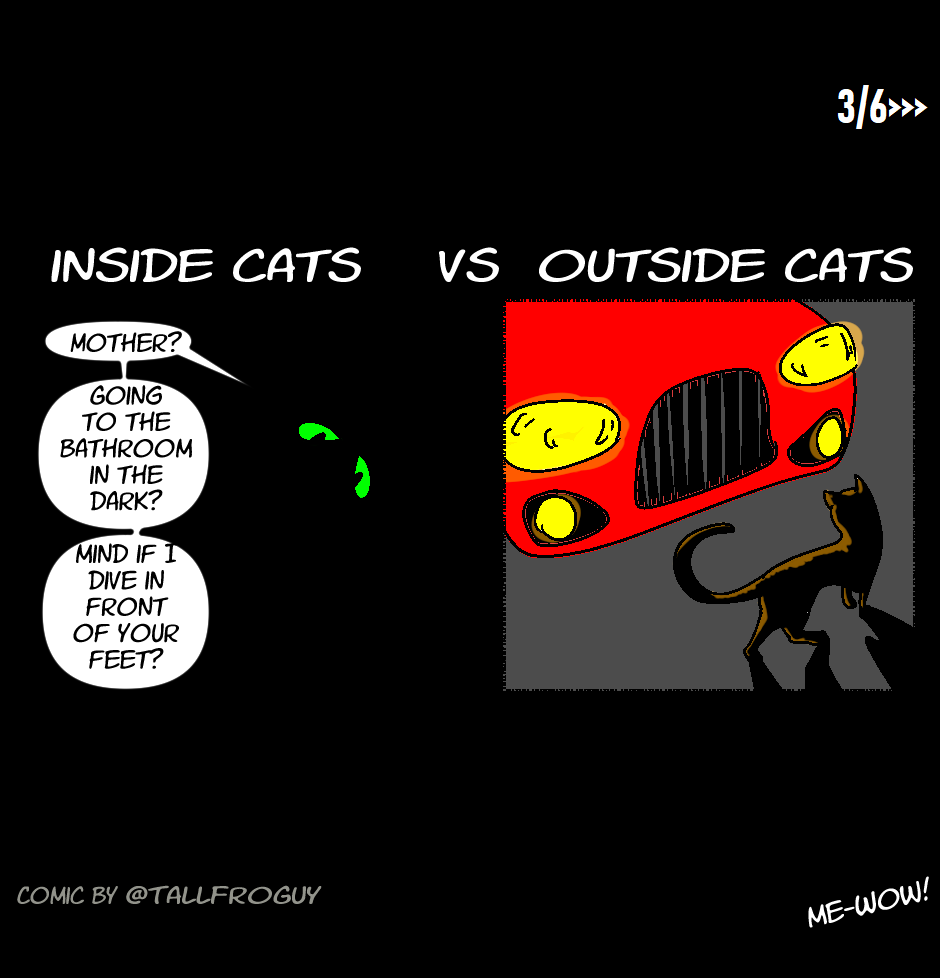 3/6>>>
INSIDE CATS VS OUTSIDE CATS
MOTHER?
GOING
TO THE
BATHROOM
IN THE
DARK?
MIND IF I
DIVE IN
FRONT
OF YOUR
FEET?
COMIC BY @TALLFROGUY
ME-WOW!